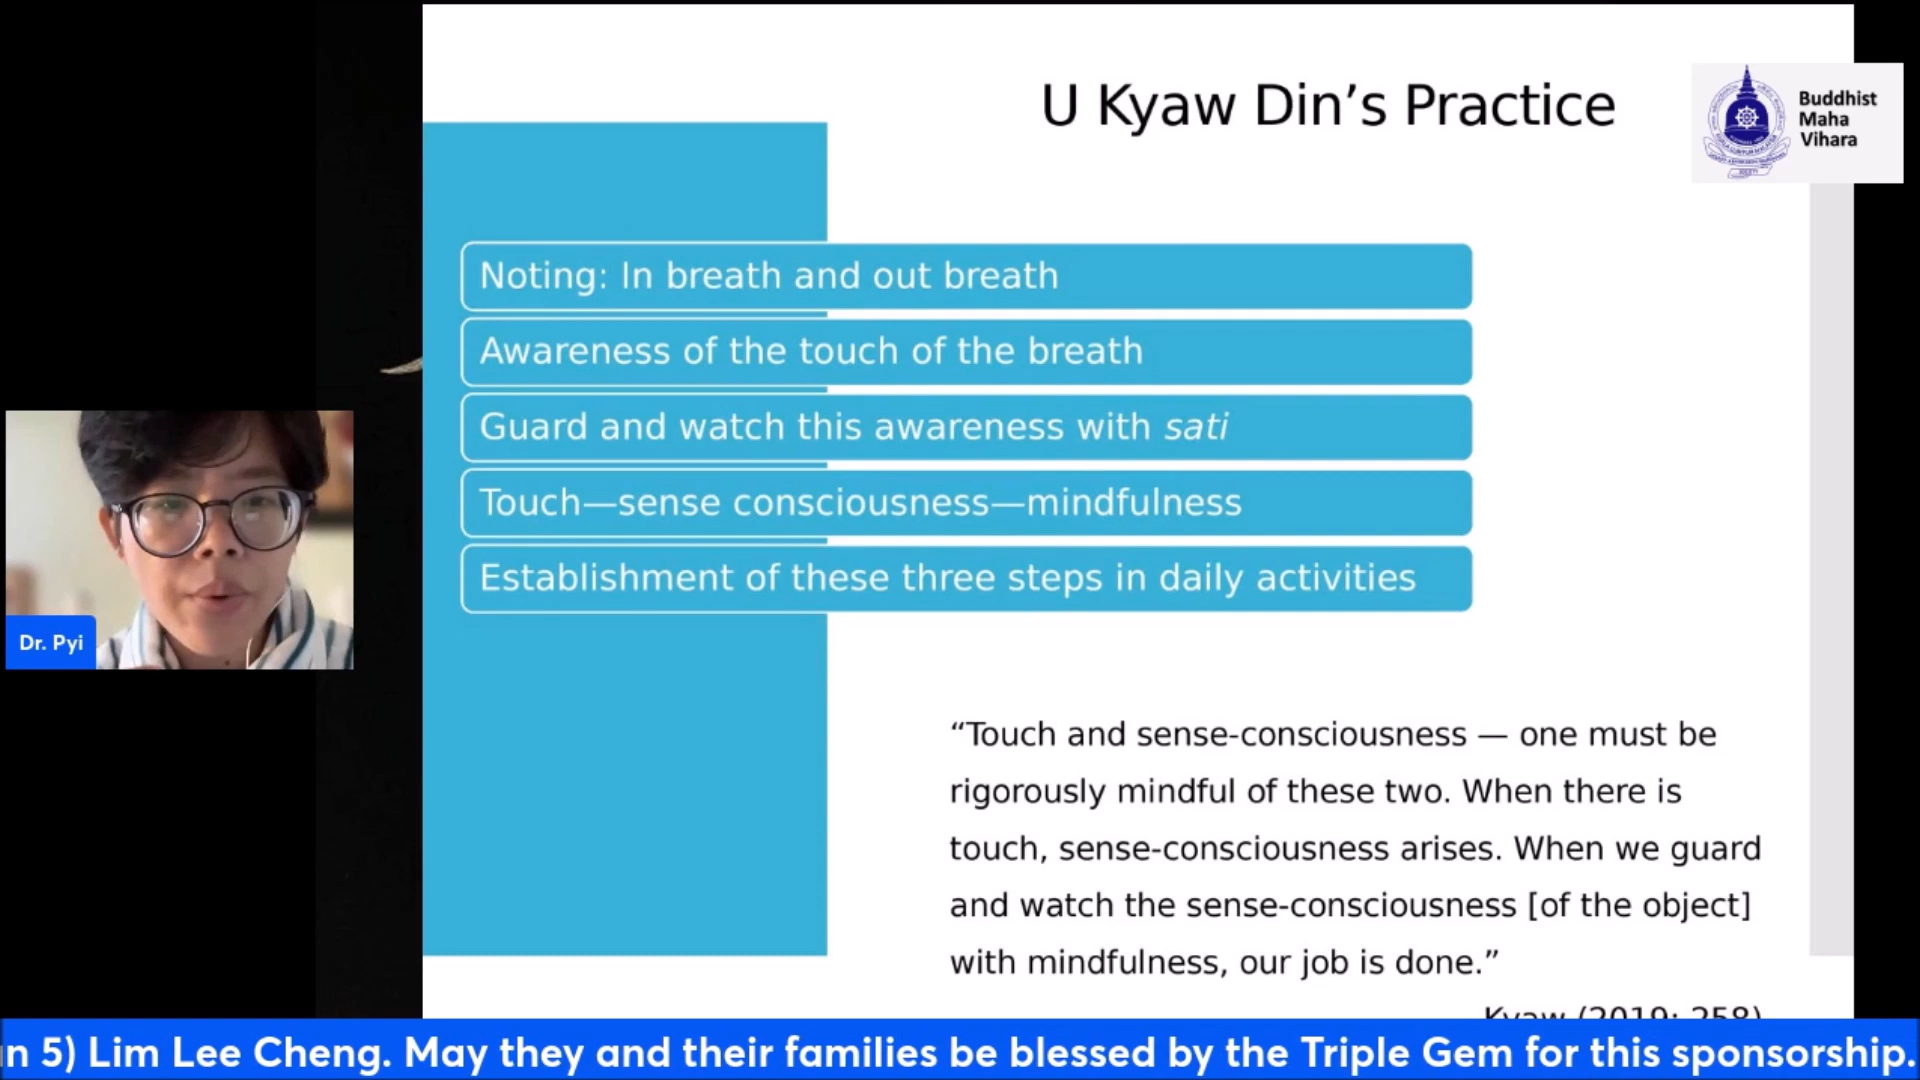 U Kyaw Din’s Practice
Buddhist
Maha
Vihara
Noting: In breath and out breath
Awareness of the touch of the breath
Guard and watch this awareness with sati
Touch—sense consciousness—mindfulness
Establishment of these three steps in daily activities
Dr. Pyi
“Touch and sense-consciousness — one must be
rigorously mindful of these two. When there is
touch, sense-consciousness arises. When we guard
and watch the sense-consciousness [of the object]
with mindfulness, our job is done.”
Kyaw (2019: 258)
n 5) Lim Lee Cheng. May they and their families be blessed by the Triple Gem for this sponsorship.